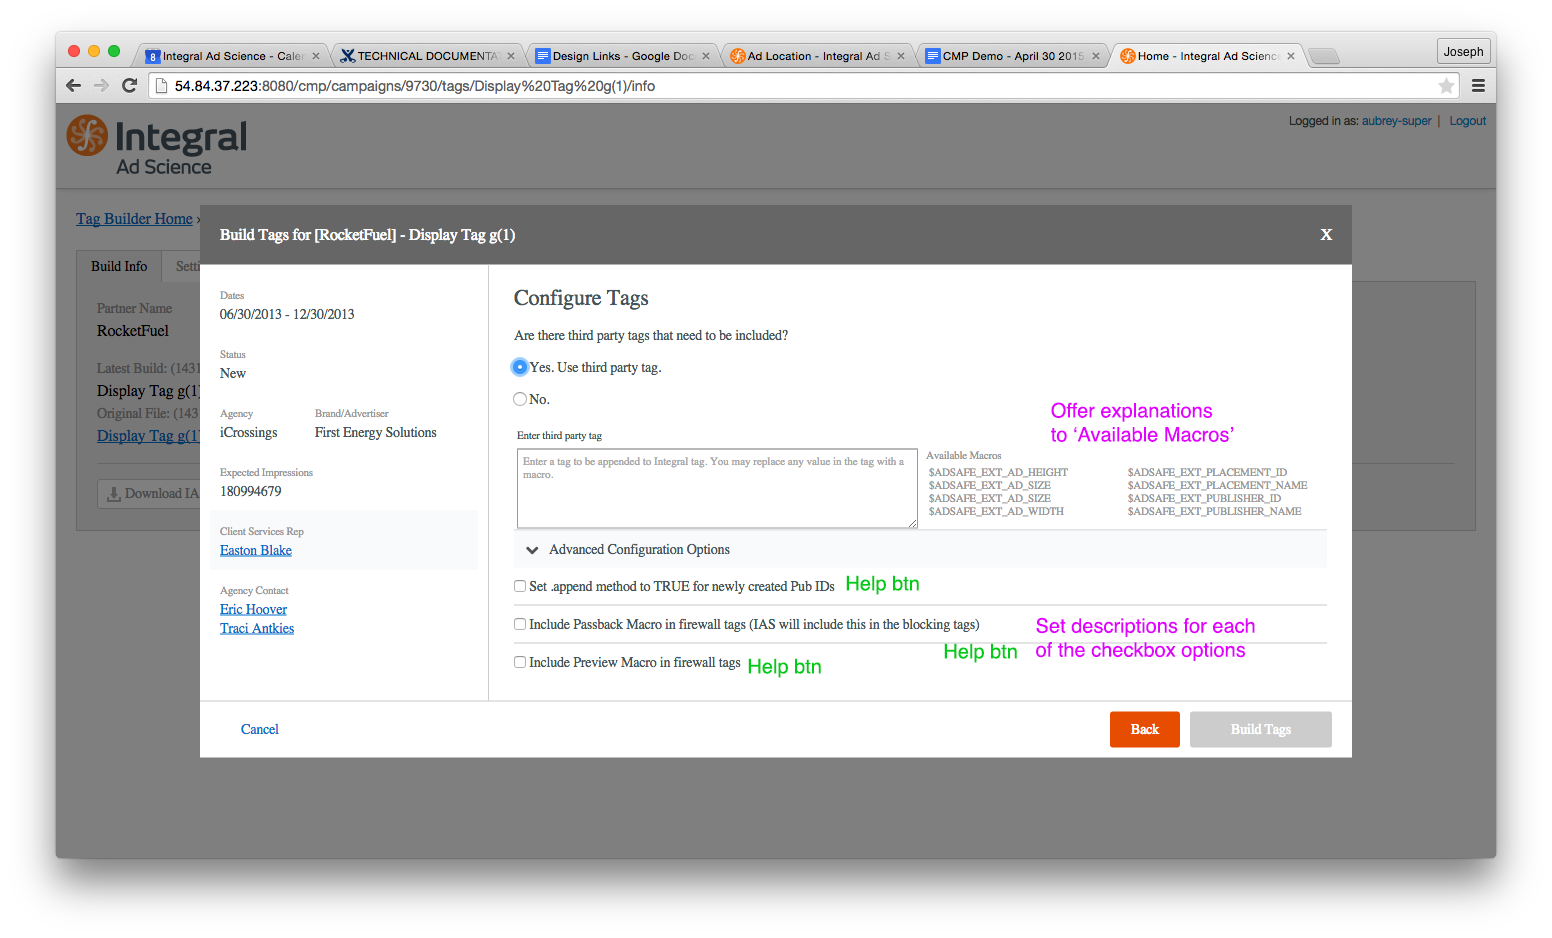 Integral Ad Science - Caler
TECHNICAL DOCUMENTAT
Design Links - Google Doc
Ad Location - Integral Ad S
CMP Demo - April 30 2015
Home - Integral Ad Science
Joseph
54.84.37.223:8080/cmp/campaigns/9730/tags/Display%20Tag%20g(1)/info
Integral
Ad Science
Logged in as: aubrey-super | Logout
Tag Builder Home ›
Build Tags for [RocketFuel] - Display Tag g(1)
X
Build Info
Setti
Partner Name
RocketFuel
Latest Build: (1431
Display Tag g(1)
Original File: (143
Display Tag g(1)
Download IA
Dates
06/30/2013 - 12/30/2013
Status
New
Agency
Brand/Advertiser
iCrossings
First Energy Solutions
Expected Impressions
180994679
Client Services Rep
Easton Blake
Agency Contact
Eric Hoover
Traci Antkies
Configure Tags
Are there third party tags that need to be included?
Yes. Use third party tag.
No.
Offer explanations
to ‘Available Macros’
Enter third party tag
Enter a tag to be appended to Integral tag. You may replace any value in the tag with a
macro.
Available Macros
$ADSAFE_EXT_AD_HEIGHT
$ADSAFE_EXT_PLACEMENT_ID
$ADSAFE_EXT_AD_SIZE
$ADSAFE_EXT_PLACEMENT_NAME
$ADSAFE_EXT_AD_SIZE
$ADSAFE_EXT_PUBLISHER_ID
$ADSAFE_EXT_AD_WIDTH
$ADSAFE_EXT_PUBLISHER_NAME
Advanced Configuration Options
Set .append method to TRUE for newly created Pub IDs
Help btn
Include Passback Macro in firewall tags (IAS will include this in the blocking tags)
Help btn
Set descriptions for each
of the checkbox options
Include Preview Macro in firewall tags
Help btn
Cancel
Back
Build Tags